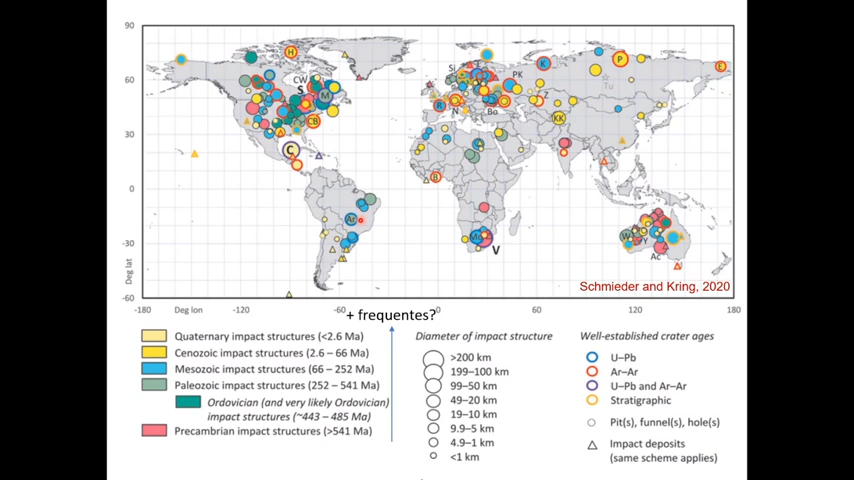 90
60
30
0
-30
-60
Deg lat
-180
Deg lon
-120
-60
0
60
120
180
H
CW
S
M
CB
C
Ar
V
Si
PK
K
P
E
R
N
Bo
Z
Tu
KK
B
Mo
W
Y
Ac
Schmieder and Kring, 2020
+ frequentes?
Quaternary impact structures (<2.6 Ma)
Cenozoic impact structures (2.6 – 66 Ma)
Mesozoic impact structures (66 – 252 Ma)
Paleozoic impact structures (252 – 541 Ma)
Ordovician (and very likely Ordovician)
impact structures (~443 – 485 Ma)
Precambrian impact structures (>541 Ma)
Diameter of impact structure
>200 km
199–100 km
99–50 km
49–20 km
19–10 km
9.9–5 km
4.9–1 km
<1 km
Well-established crater ages
U–Pb
Ar–Ar
U–Pb and Ar–Ar
Stratigraphic
Pit(s), funnel(s), hole(s)
Impact deposits
(same scheme applies)